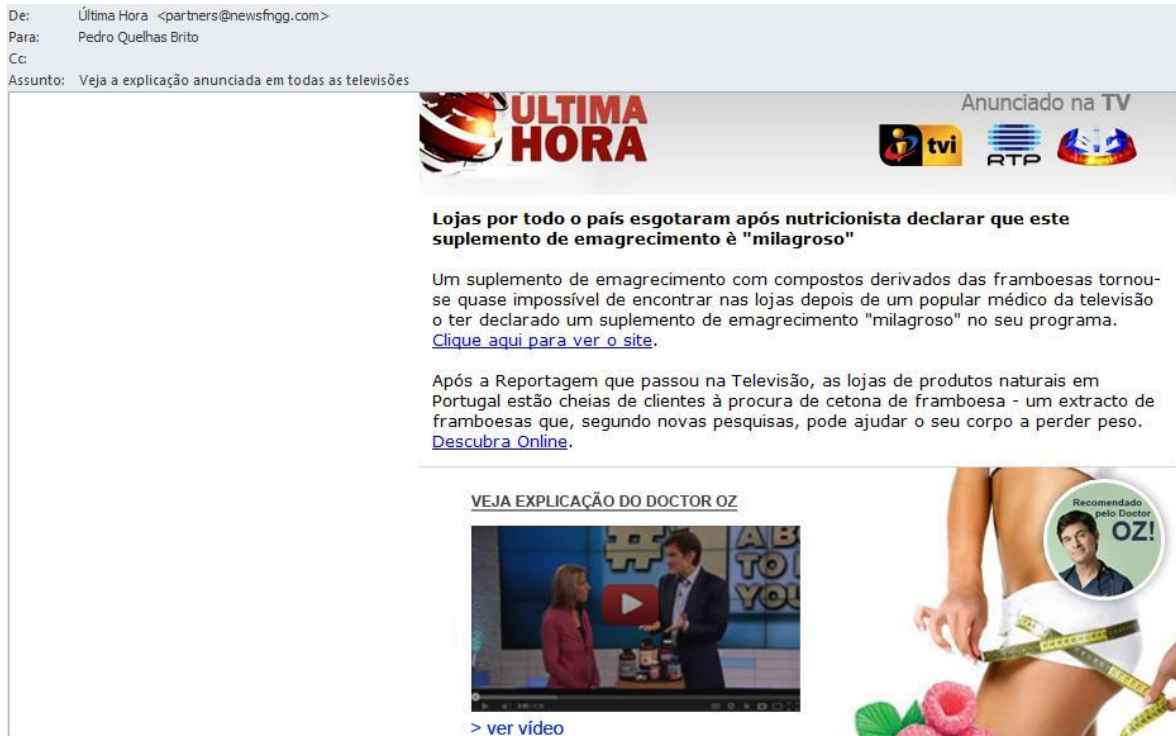 De: Última Hora <partners@newsfngg.com>
Para: Pedro Quelhas Brito
Cc:
Assunto: Veja a explicação anunciada em todas as televisões
ÚLTIMA
HORA
Anunciado na TV
tvi
RTP
SIC
Lojas por todo o país esgotaram após nutricionista declarar que este
suplemento de emagrecimento è "milagroso"
Um suplemento de emagrecimento com compostos derivados das framboesas tornou-
se quase impossível de encontrar nas lojas depois de um popular médico da televisão
o ter declarado um suplemento de emagrecimento "milagroso" no seu programa.
Clique aqui para ver o site.
Após a Reportagem que passou na Televisão, as lojas de produtos naturais em
Portugal estão cheias de clientes à procura de cetona de framboesa - um extracto de
framboesas que, segundo novas pesquisas, pode ajudar o seu corpo a perder peso.
Descubra Online.
VEJA EXPLICAÇÃO DO DOCTOR OZ
A B
TO
YOU
> ver vídeo
Recomendado
pelo Doctor
OZ!